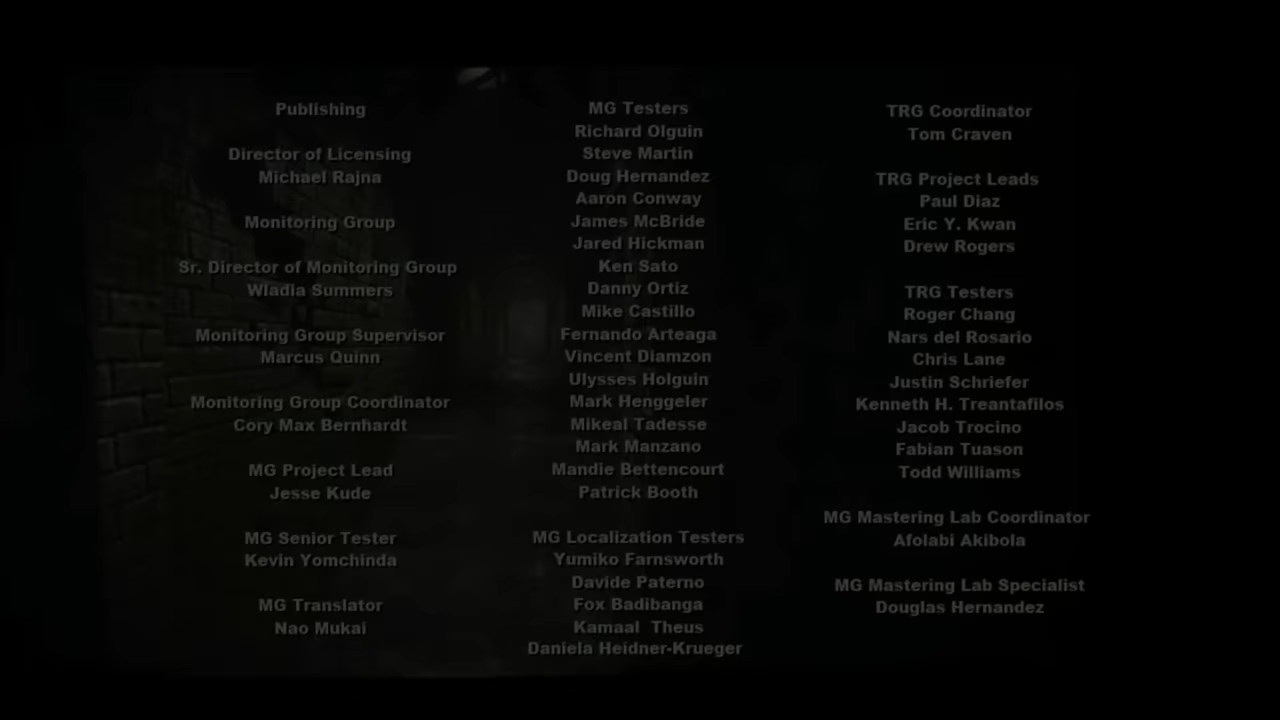 Publishing
Director of Licensing
Michael Rajna
Monitoring Group
Sr. Director of Monitoring Group
Wladia Summers
Monitoring Group Supervisor
Marcus Quinn
Monitoring Group Coordinator
Cory Max Bernhardt
MG Project Lead
Jesse Kude
MG Senior Tester
Kevin Yomchinda
MG Translator
Nao Mukai
MG Testers
Richard Olguin
Steve Martin
Doug Hernandez
Aaron Conway
James McBride
Jared Hickman
Ken Sato
Danny Ortiz
Mike Castillo
Fernando Arteaga
Vincent Diamzon
Ulysses Holguin
Mark Henggeler
Mikeal Tadesse
Mark Manzano
Mandie Bettencourt
Patrick Booth
MG Localization Testers
Yumiko Farnsworth
Davide Paterno
Fox Badibanga
Kamaal  Theus
Daniela Heidner-Krueger
TRG Coordinator
Tom Craven
TRG Project Leads
Paul Diaz
Eric Y. Kwan
Drew Rogers
TRG Testers
Roger Chang
Nars del Rosario
Chris Lane
Justin Schriefer
Kenneth H. Treantafilos
Jacob Trocino
Fabian Tuason
Todd Williams
MG Mastering Lab Coordinator
Afolabi Akibola
MG Mastering Lab Specialist
Douglas Hernandez